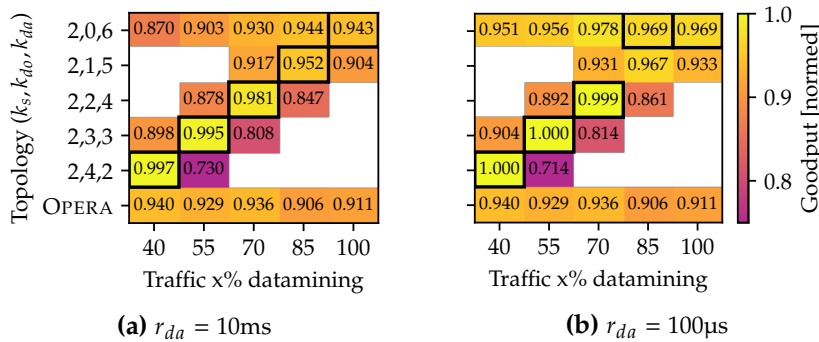 Topology (k_s, k_do, k_da)
2,0,6 0.870 0.903 0.930 0.944 0.943
2,1,5 0.917 0.952 0.904
2,2,4 0.878 0.981 0.847
2,3,3 0.898 0.995 0.808
2,4,2 0.997 0.730
OPERA 0.940 0.929 0.936 0.906 0.911
40 55 70 85 100
Traffic x% datamining
(a) r_da = 10ms
0.951 0.956 0.978 0.969 0.969
0.931 0.967 0.933
0.892 0.999 0.861
0.904 1.000 0.814
1.000 0.714
0.940 0.929 0.936 0.906 0.911
40 55 70 85 100
Traffic x% datamining
(b) r_da = 100µs
1.0
0.9
0.8
Goodput [normed]